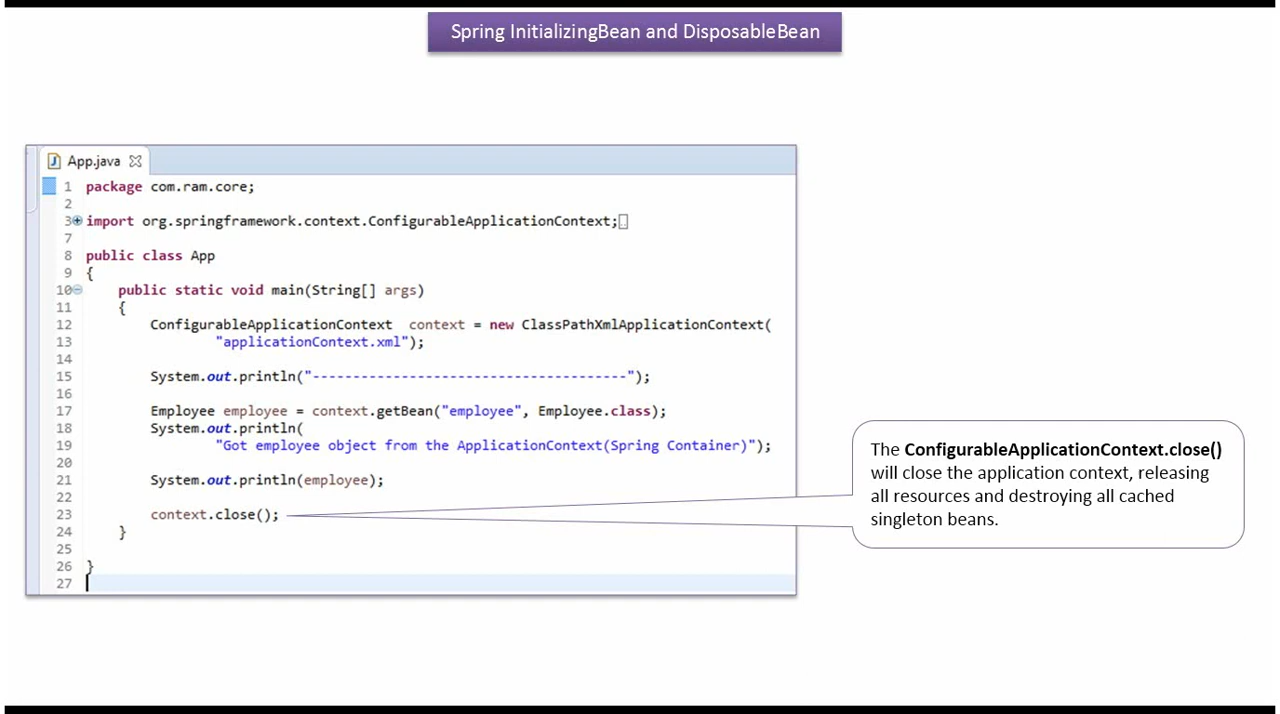 Spring InitializingBean and DisposableBean
App.java
1 package com.ram.core;
2
3 import org.springframework.context.ConfigurableApplicationContext;
7
8 public class App
9 {
10 public static void main(String[] args)
11 {
12 ConfigurableApplicationContext context = new ClassPathXmlApplicationContext(
13 "applicationContext.xml");
14
15 System.out.println("---------------------------------------");
16
17 Employee employee = context.getBean("employee", Employee.class);
18 System.out.println(
19 "Got employee object from the ApplicationContext(Spring Container)");
20
21 System.out.println(employee);
22
23 context.close();
24 }
25
26 }
27
The ConfigurableApplicationContext.close()
will close the application context, releasing
all resources and destroying all cached
singleton beans.